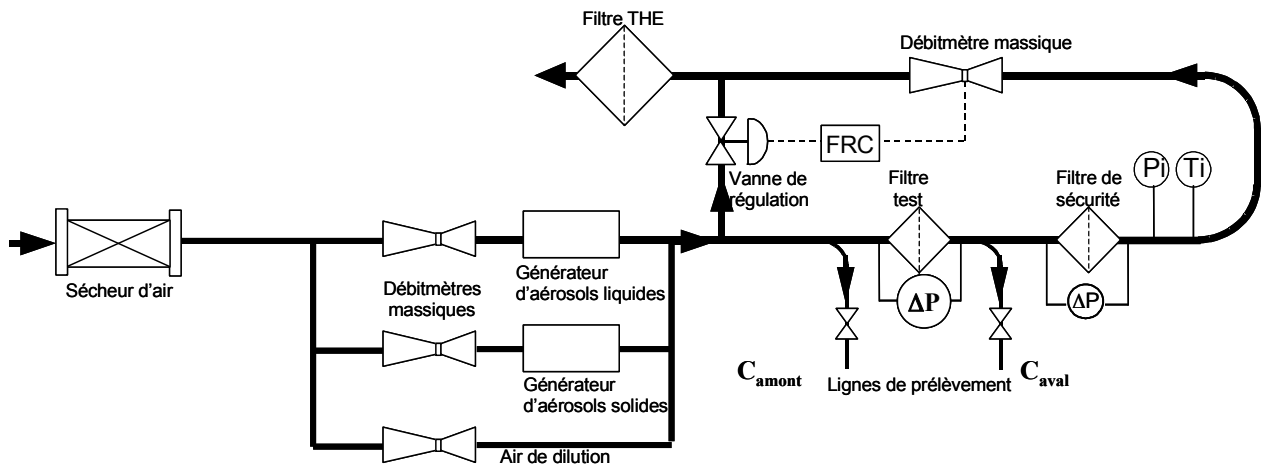 Filtre THE
Débitmètre massique
FRC
Vanne de
régulation
Filtre
test
Filtre de
sécurité
Pi
Ti
Sécheur d'air
Générateur
d'aérosols liquides
Débitmètres
massiques
ΔP
ΔP
Générateur
d'aérosols solides
Camont
Lignes de prélèvement
Caval
Air de dilution